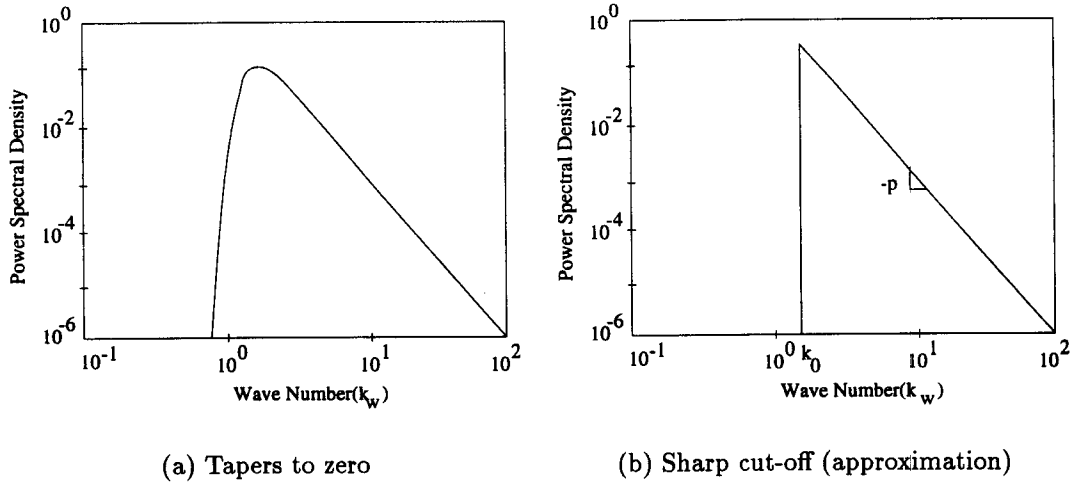 10^0
10^-2
10^-4
10^-6
Power Spectral Density
10^-1
10^0
10^1
10^2
Wave Number(k_w)
(a) Tapers to zero
10^0
10^-2
10^-4
10^-6
Power Spectral Density
-p
10^-1
10^0 k_0
10^1
10^2
Wave Number(k_w)
(b) Sharp cut-off (approximation)